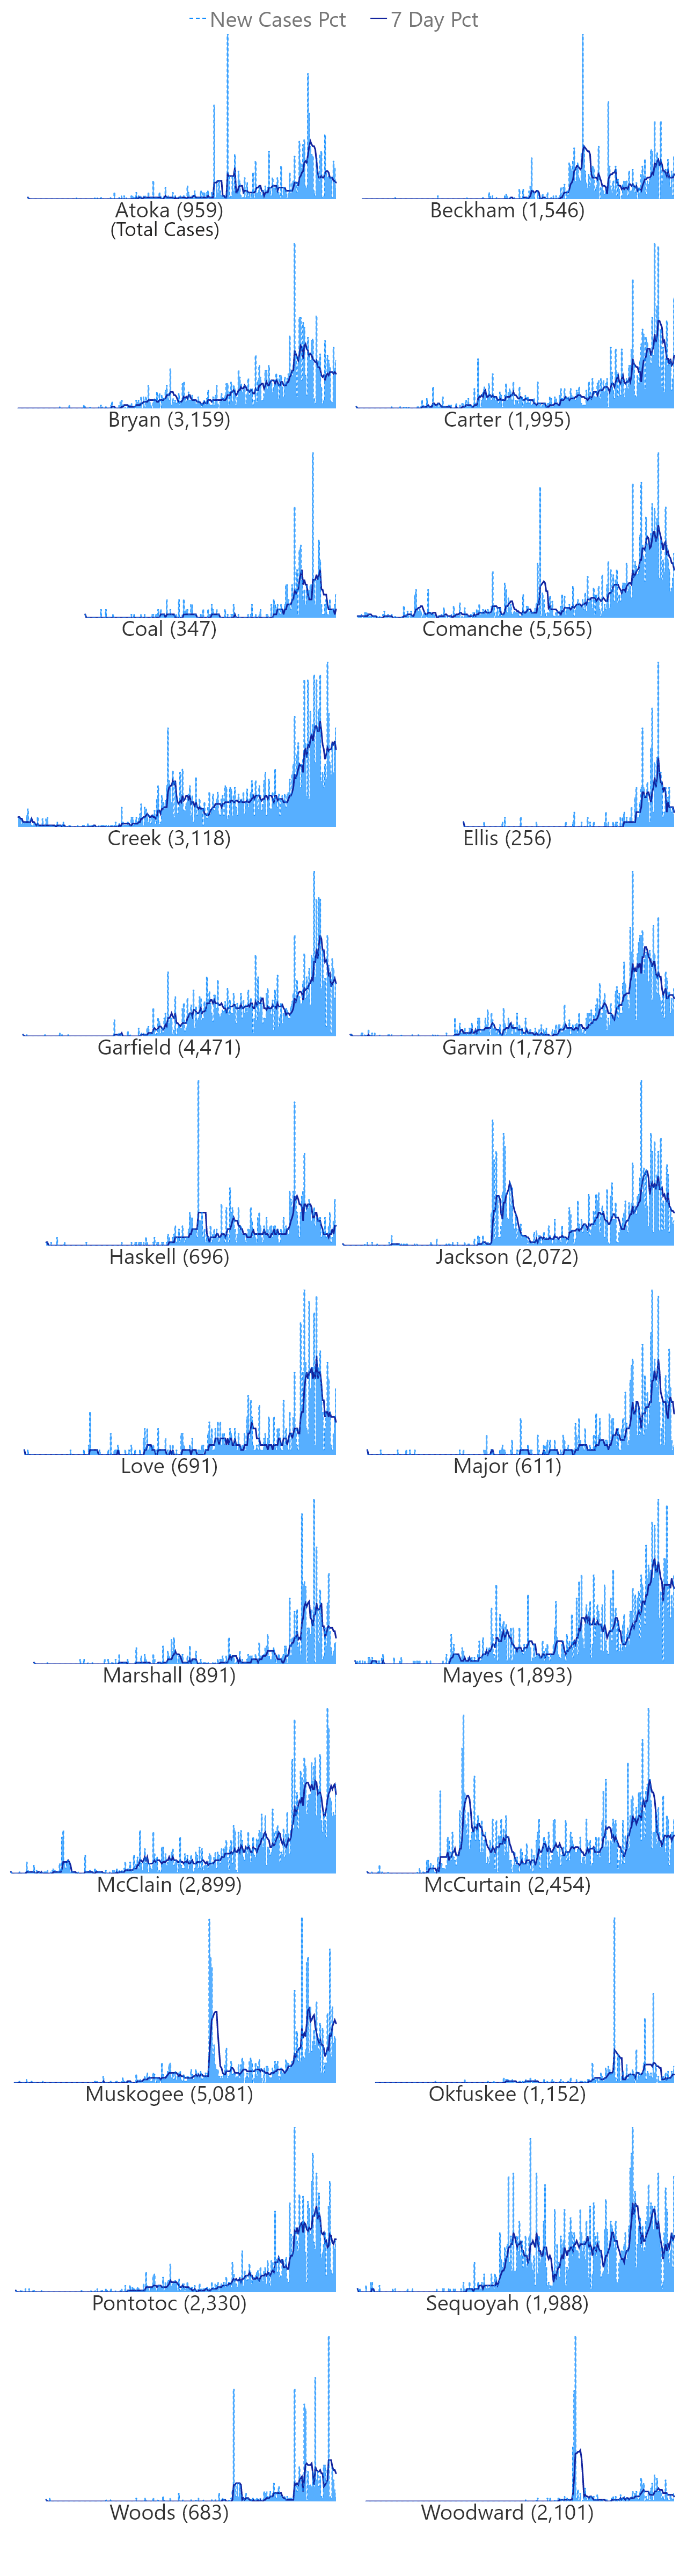 New Cases Pct 7 Day Pct
Atoka (959) Beckham (1,546)
(Total Cases)
Bryan (3,159) Carter (1,995)
Coal (347) Comanche (5,565)
Creek (3,118) Ellis (256)
Garfield (4,471) Garvin (1,787)
Haskell (696) Jackson (2,072)
Love (691) Major (611)
Marshall (891) Mayes (1,893)
McClain (2,899) McCurtain (2,454)
Muskogee (5,081) Okfuskee (1,152)
Pontotoc (2,330) Sequoyah (1,988)
Woods (683) Woodward (2,101)